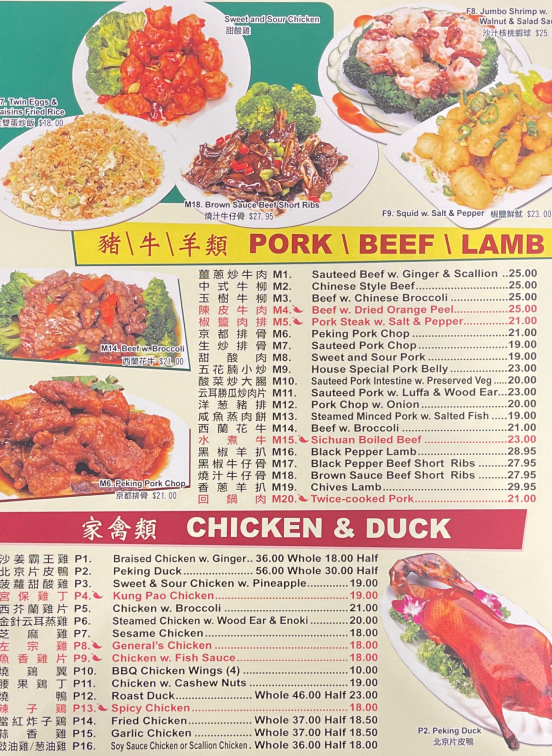 Sweet and Sour Chicken
甜酸雞
F8. Jumbo Shrimp w.
Walnut & Salad Sau
沙汁核桃蝦球 $25.
7. Twin Eggs &
aisins Fried Rice
雙蛋炒飯 $18.00
M18. Brown Sauce Beef Short Ribs
燒汁牛仔骨 $27.95
F9. Squid w. Salt & Pepper 椒鹽鮮魷 $23.00
豬\牛\羊類 PORK \ BEEF \ LAMB
薑蔥炒牛肉 M1. Sauteed Beef w. Ginger & Scallion ..25.00
中式牛柳 M2. Chinese Style Beef..........25.00
玉樹牛柳 M3. Beef w. Chinese Broccoli ..........25.00
陳皮牛肉 M4. Beef w. Dried Orange Peel..........25.00
椒鹽肉排 M5. Pork Steak w. Salt & Pepper..........21.00
京都排骨 M6. Peking Pork Chop ..........21.00
生炒排骨 M7. Sauteed Pork Chop ..........19.00
甜酸肉 M8. Sweet and Sour Pork ..........19.00
五花腩小炒 M9. House Special Pork Belly ..........23.00
酸菜炒大腸 M10. Sauteed Pork Intestine w. Preserved Veg .....20.00
云耳勝瓜炒肉片 M11. Sauteed Pork w. Luffa & Wood Ear...23.00
洋蔥豬排 M12. Pork Chop w. Onion ..........20.00
咸魚蒸肉餅 M13. Steamed Minced Pork w. Salted Fish .....19.00
西蘭花牛 M14. Beef w. Broccoli ..........21.00
水煮牛 M15. Sichuan Boiled Beef ..........23.00
黑椒羊扒 M16. Black Pepper Lamb..........28.95
黑椒牛仔骨 M17. Black Pepper Beef Short Ribs ........27.95
燒汁牛仔骨 M18. Brown Sauce Beef Short Ribs ........27.95
香蔥羊扒 M19. Chives Lamb..........29.95
回鍋肉 M20. Twice-cooked Pork..........21.00
M14. Beef w. Broccoli
西蘭花牛 $21.00
M6. Peking Pork Chop
京都排骨 $21.00
家禽類 CHICKEN & DUCK
沙姜霸王雞 P1. Braised Chicken w. Ginger.. 36.00 Whole 18.00 Half
北京片皮鴨 P2. Peking Duck.......... 56.00 Whole 30.00 Half
菠蘿甜酸雞 P3. Sweet & Sour Chicken w. Pineapple..........19.00
宮保雞丁 P4. Kung Pao Chicken..........19.00
西芥蘭雞片 P5. Chicken w. Broccoli ..........21.00
金針云耳蒸雞 P6. Steamed Chicken w. Wood Ear & Enoki ..........20.00
芝麻雞 P7. Sesame Chicken..........18.00
左宗雞 P8. General's Chicken ..........18.00
魚香雞片 P9. Chicken w. Fish Sauce..........18.00
燒鷄翼 P10. BBQ Chicken Wings (4) ..........10.00
腰果鷄丁 P11. Chicken w. Cashew Nuts ..........19.00
燒鴨 P12. Roast Duck.......... Whole 46.00 Half 23.00
辣子鷄 P13. Spicy Chicken..........18.00
當紅炸子鷄 P14. Fried Chicken.......... Whole 37.00 Half 18.50
蒜香雞 P15. Garlic Chicken .......... Whole 37.00 Half 18.50
豉油雞/葱油雞 P16. Soy Sauce Chicken or Scallion Chicken . Whole 36.00 Half 18.00
P2. Peking Duck
北京片皮鴨